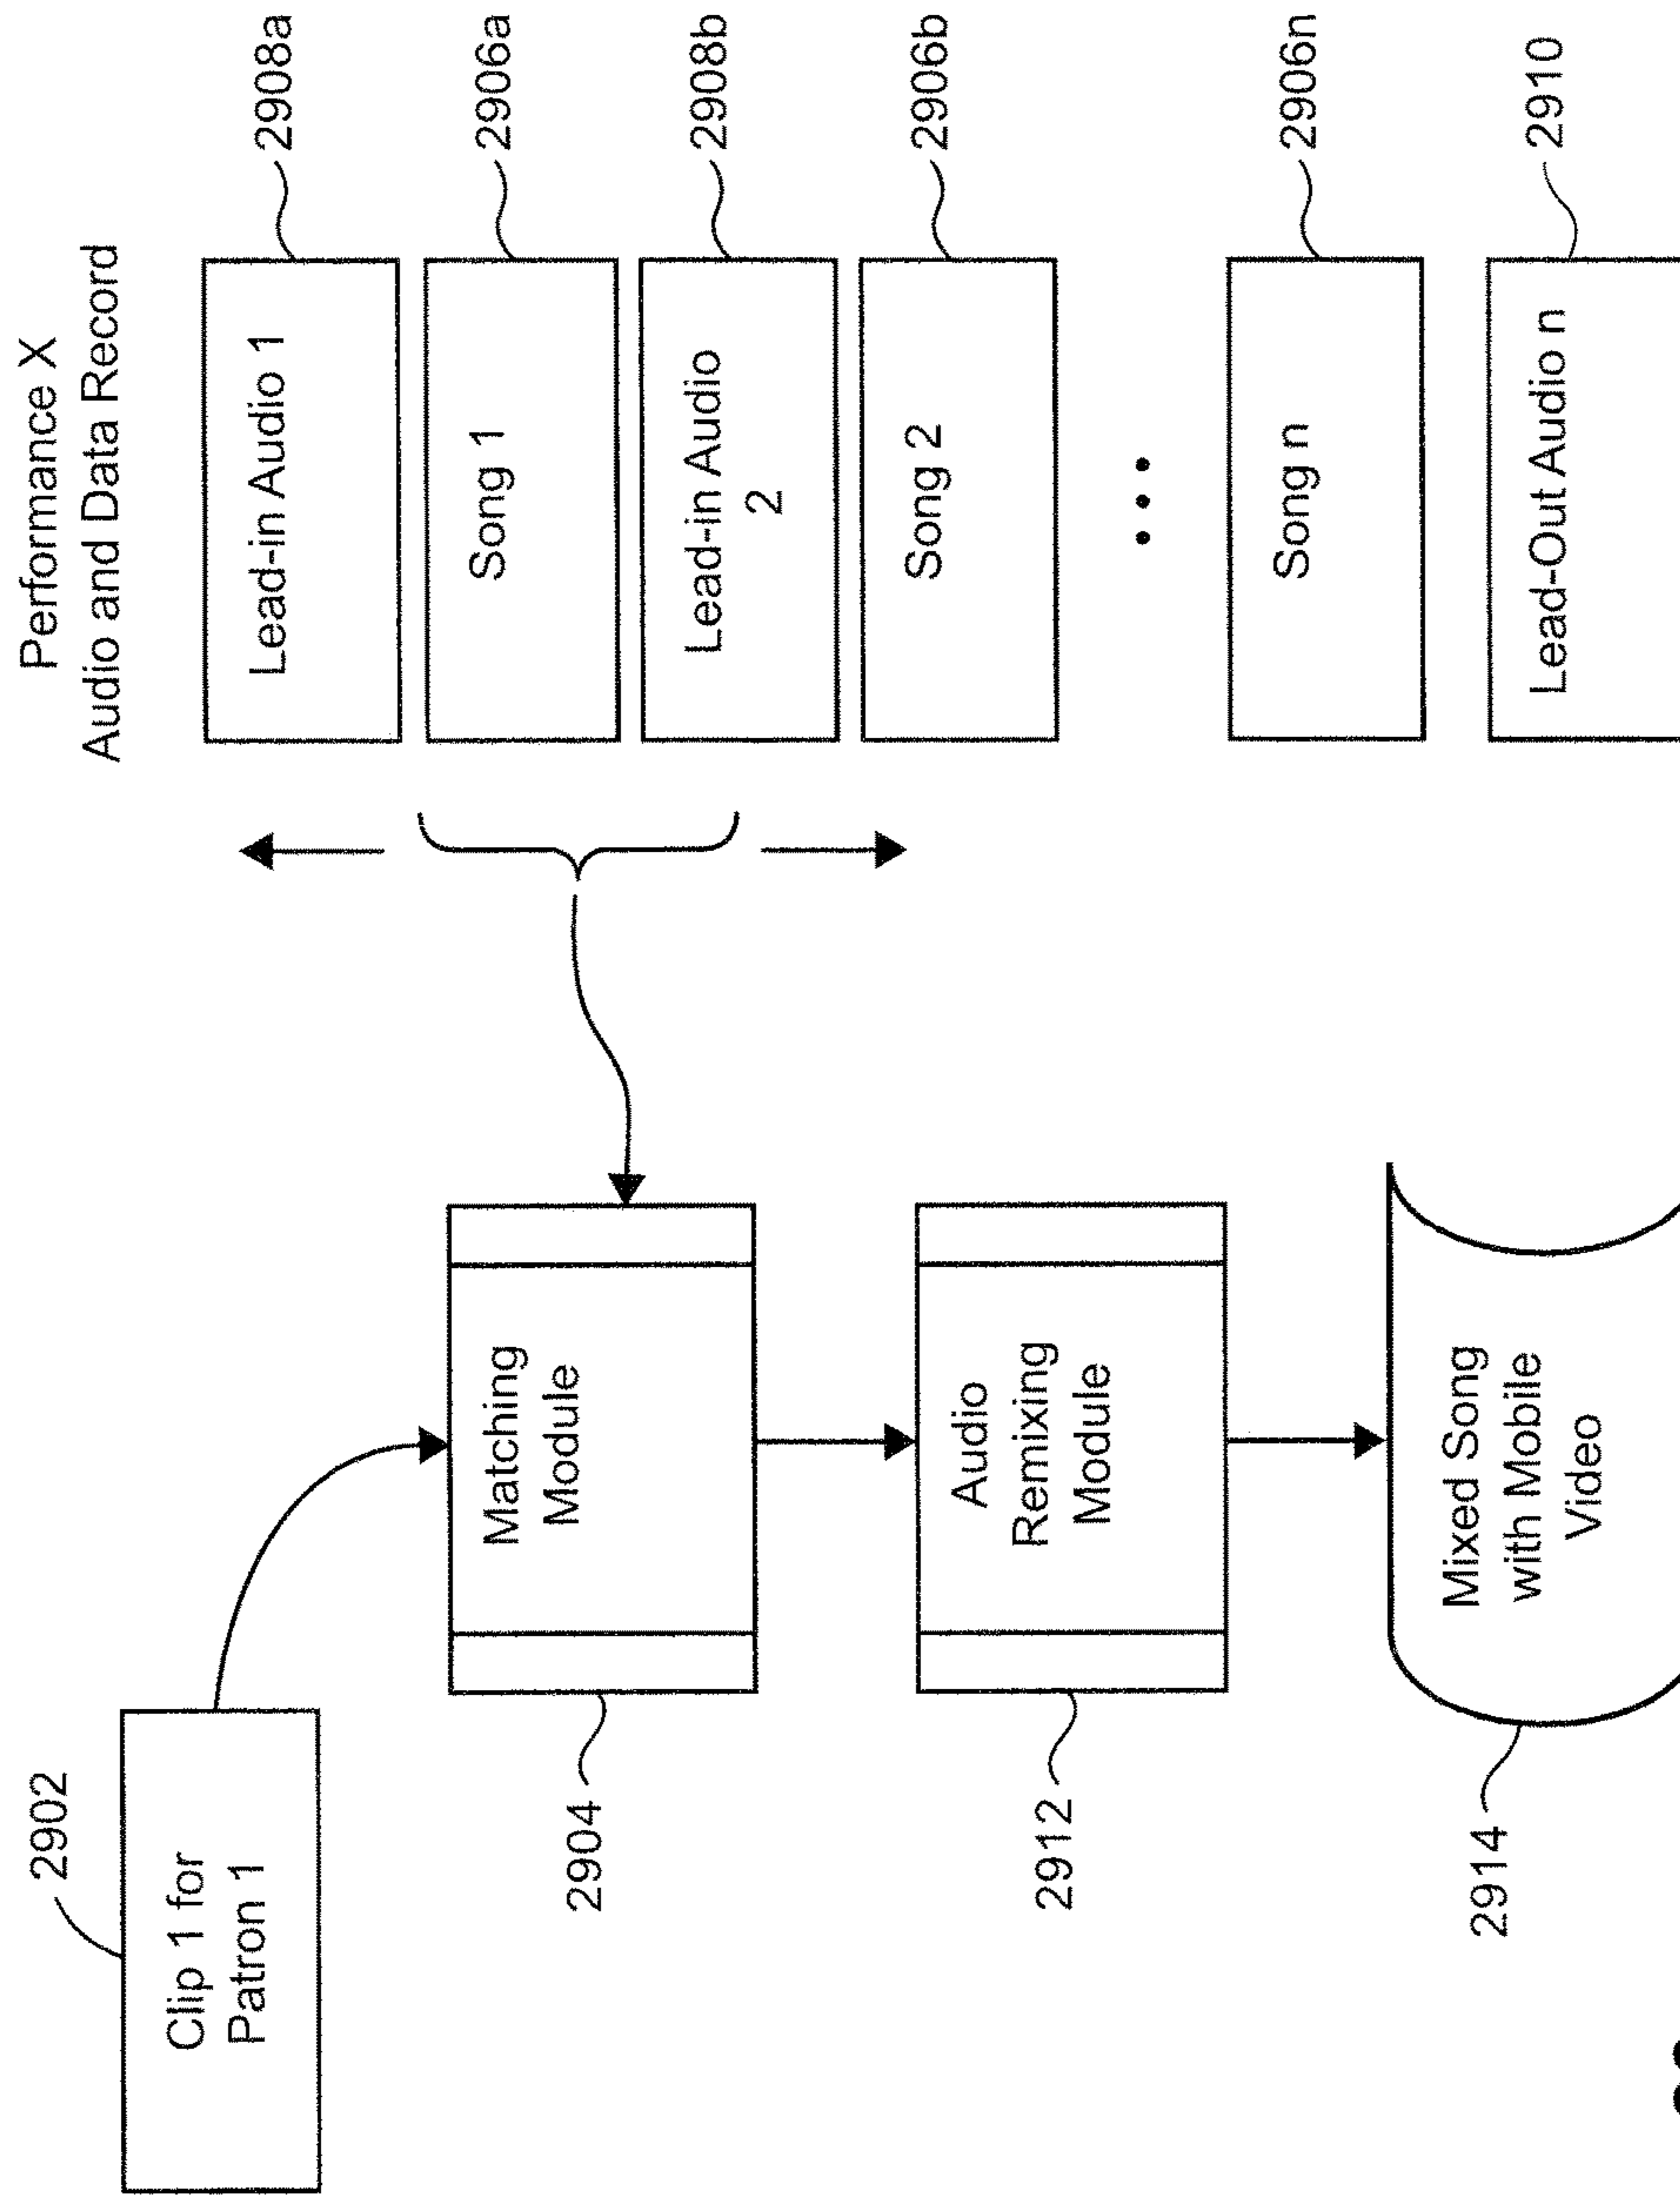 Performance X
Audio and Data Record
2902
Clip 1 for
Patron 1
Lead-in Audio 1
2908a
Song 1
2906a
Matching
Module
2904
Lead-in Audio
2
2908b
Song 2
2906b
Audio
Remixing
Module
2912
Song n
2906n
Mixed Song
with Mobile
Video
2914
Lead-Out Audio n
2910